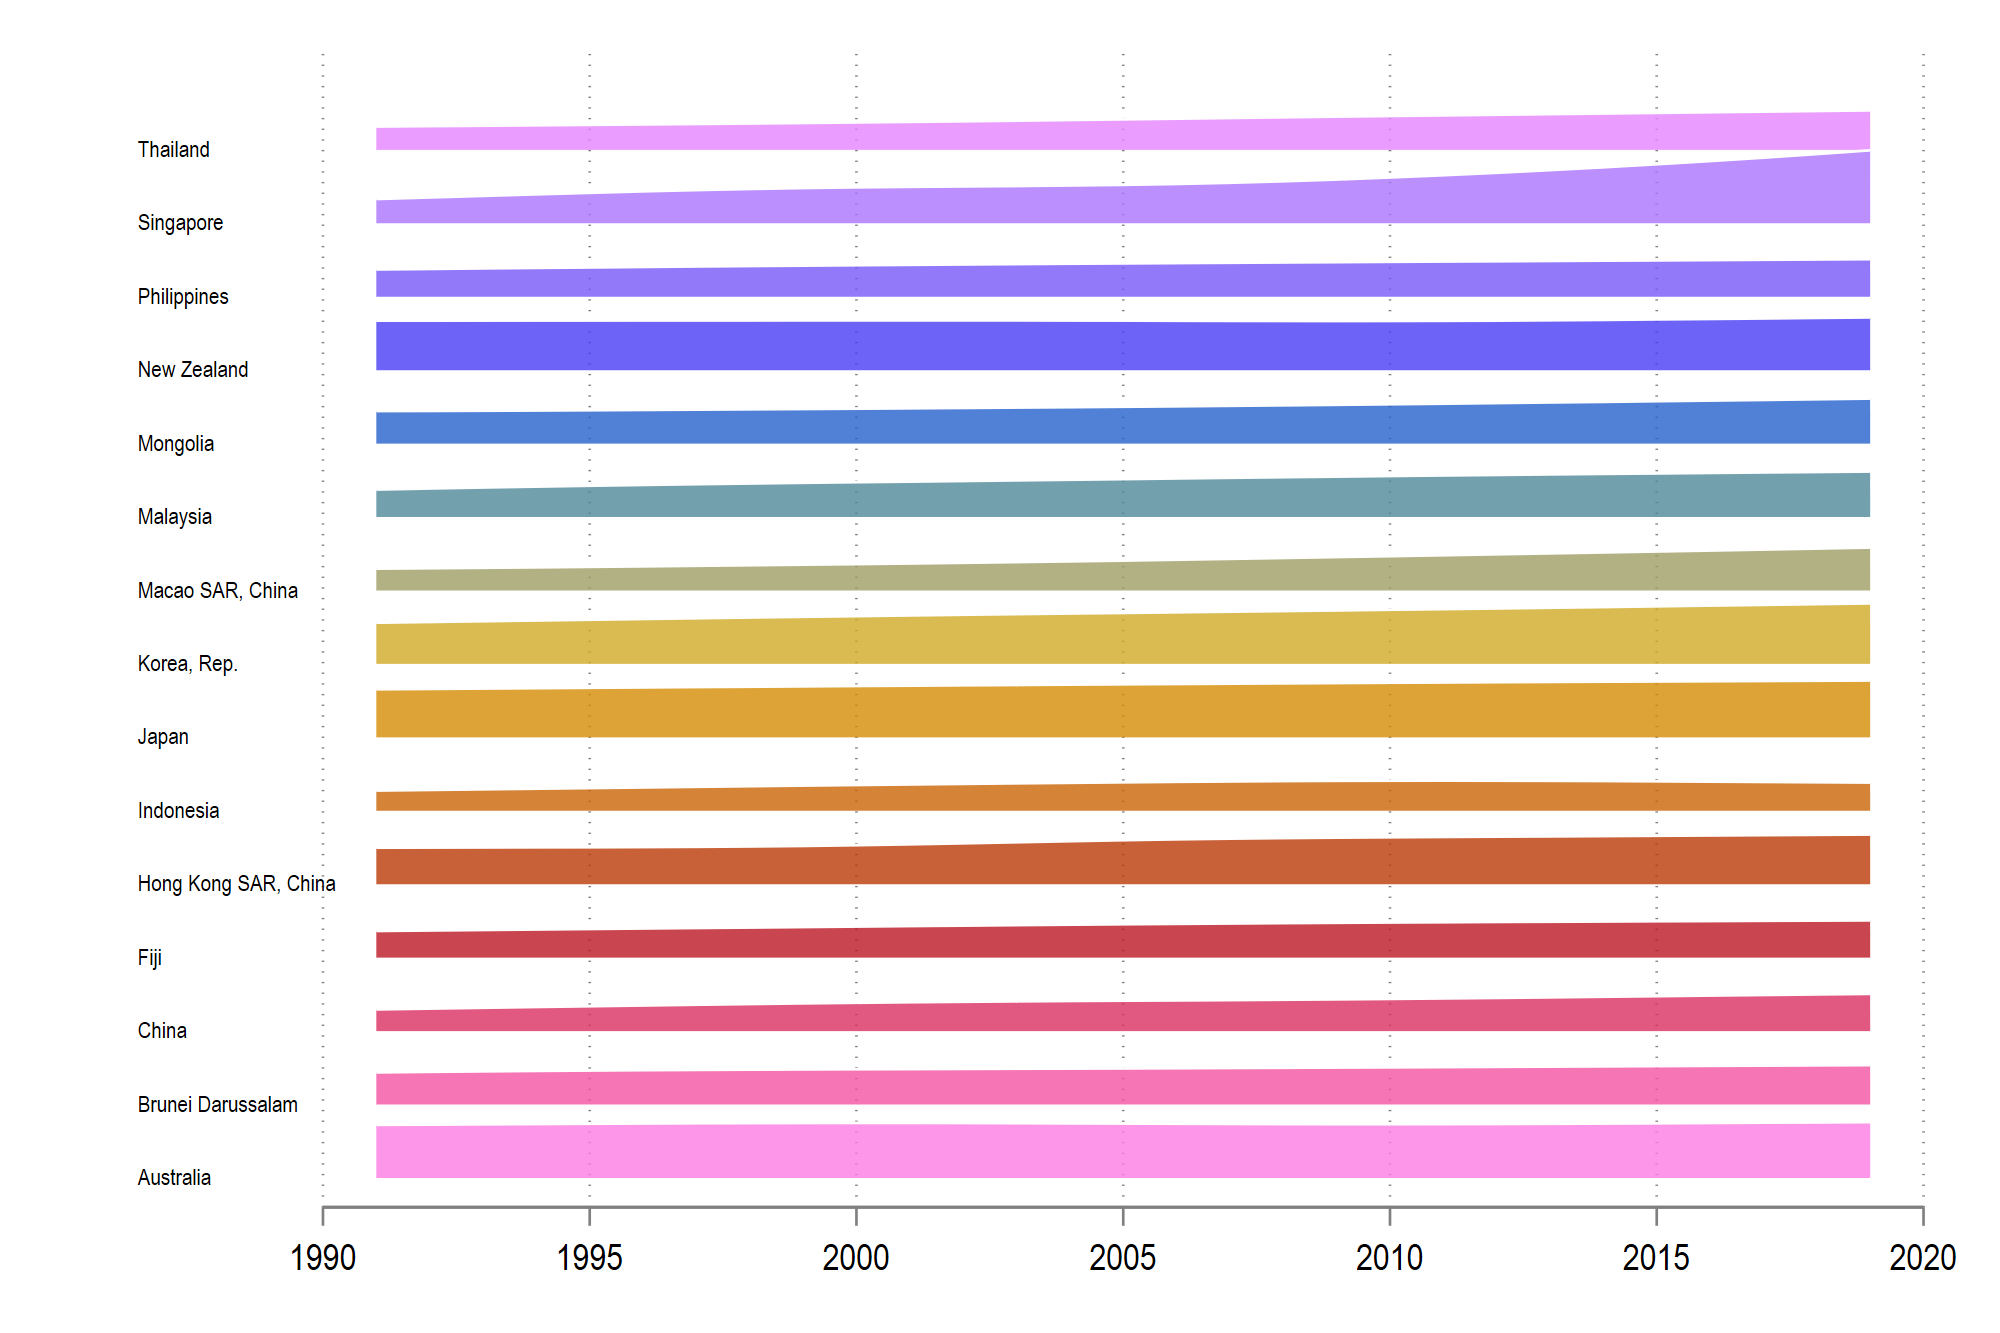 Thailand
Singapore
Philippines
New Zealand
Mongolia
Malaysia
Macao SAR, China
Korea, Rep.
Japan
Indonesia
Hong Kong SAR, China
Fiji
China
Brunei Darussalam
Australia
1990 1995 2000 2005 2010 2015 2020